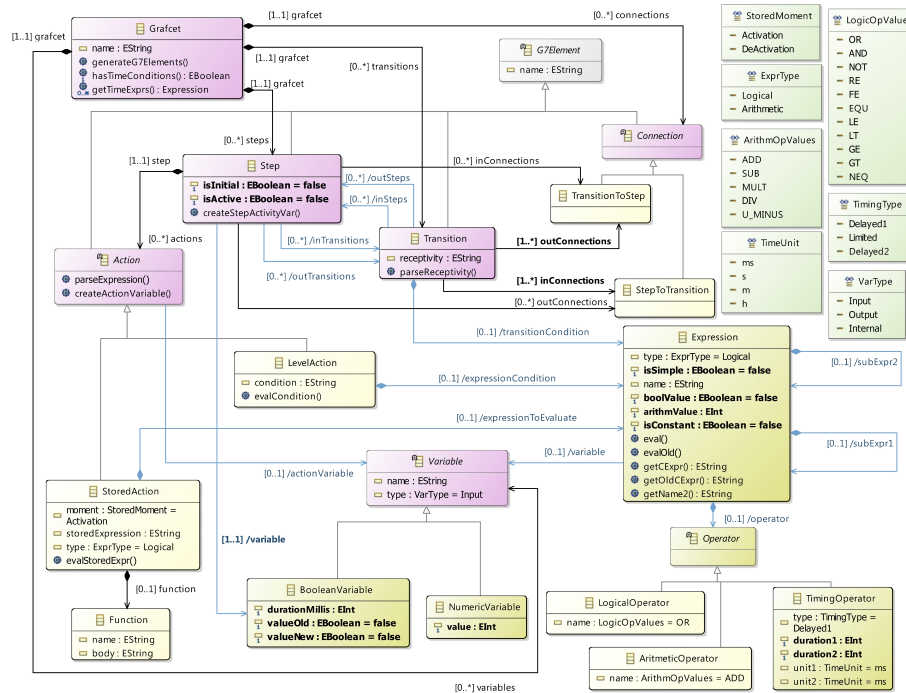 [1..1] grafcet
[0..*] connections
[1..1] grafcet
Grafcet
name : EString
generateG7Elements()
hasTimeConditions() : EBoolean
getTimeExprs() : Expression
0..*
[1..1] grafcet
[1..1] grafcet
[0..*] transitions
G7Element
name : EString
StoredMoment
Activation
DeActivation
LogicOpValues
OR
AND
NOT
RE
FE
EQU
LE
LT
GE
GT
NEQ
ExprType
Logical
Arithmetic
Connection
ArithmOpValues
ADD
SUB
MULT
DIV
U_MINUS
[0..*] steps
[1..1] step
Step
isInitial : EBoolean = false
isActive : EBoolean = false
createStepActivityVar()
[0..*] inConnections
[0..*] /outSteps
[0..*] /inSteps
TransitionToStep
TimingType
Delayed1
Limited
Delayed2
[0..*] actions
[0..*] /inTransitions
[0..*] /outTransitions
Transition
receptivity : EString
parseReceptivity()
[1..*] outConnections
[1..*] inConnections
[0..*] outConnections
StepToTransition
TimeUnit
ms
s
m
h
VarType
Input
Output
Internal
Action
parseExpression()
createActionVariable()
[0..1] /transitionCondition
Expression
type : ExprType = Logical
isSimple : EBoolean = false
name : EString
boolValue : EBoolean = false
arithmValue : EInt
isConstant : EBoolean = false
eval()
evalOld()
getCExpr() : EString
getOldCExpr() : EString
getName2() : EString
[0..1] /subExpr2
[0..1] /subExpr1
LevelAction
condition : EString
evalCondition()
[0..1] /expressionCondition
[0..1] /expressionToEvaluate
[0..1] /variable
[0..1] /actionVariable
Variable
name : EString
type : VarType = Input
StoredAction
moment : StoredMoment =
Activation
storedExpression : EString
type : ExprType = Logical
evalStoredExpr()
[1..1] /variable
[0..1] /operator
Operator
[0..1] function
Function
name : EString
body : EString
BooleanVariable
durationMillis : EInt
valueOld : EBoolean = false
valueNew : EBoolean = false
NumericVariable
value : EInt
LogicalOperator
name : LogicOpValues = OR
TimingOperator
type : TimingType =
Delayed1
duration1 : EInt
duration2 : EInt
unit1 : TimeUnit = ms
unit2 : TimeUnit = ms
AritmeticOperator
name : ArithmOpValues = ADD
[0..*] variables